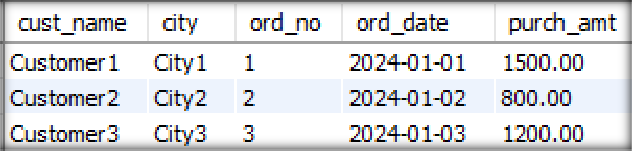 cust_name city ord_no ord_date purch_amt
Customer1 City1 1 2024-01-01 1500.00
Customer2 City2 2 2024-01-02 800.00
Customer3 City3 3 2024-01-03 1200.00